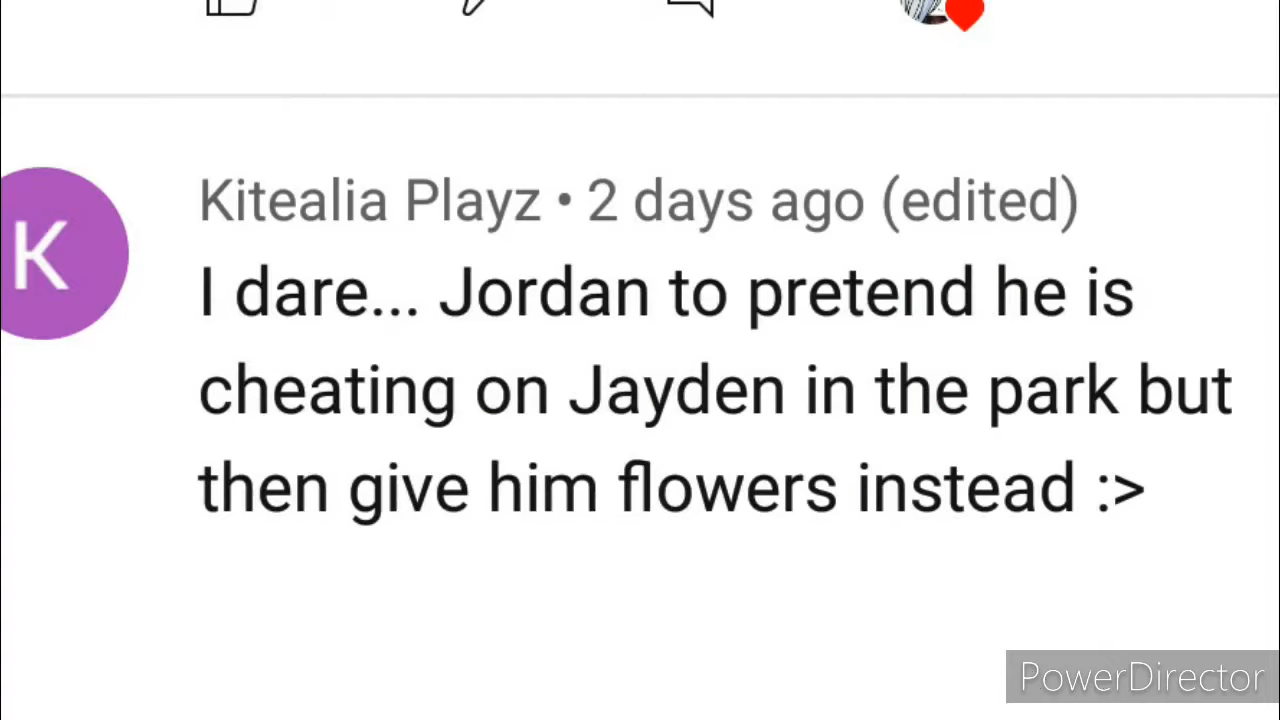 Kitealia Playz • 2 days ago (edited)
K
I dare... Jordan to pretend he is
cheating on Jayden in the park but
then give him flowers instead :>
PowerDirector